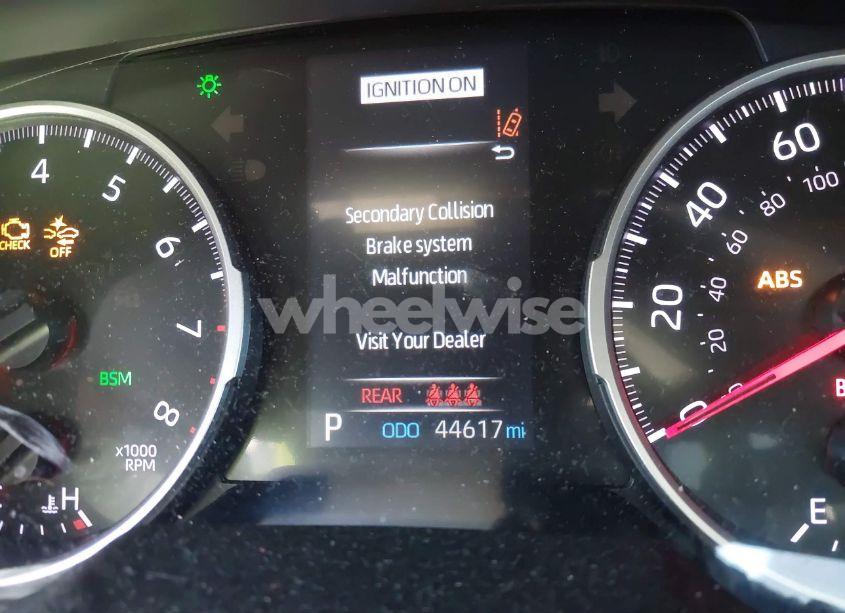 IGNITION ON
Secondary Collision
Brake system
Malfunction
Visit Your Dealer
REAR
P
ODO 44617 mi
4
5
6
7
8
x1000
RPM
CHECK
OFF
BSM
H
0
20
40
60
20
40
60
80
100
ABS
B
E
wheelwise